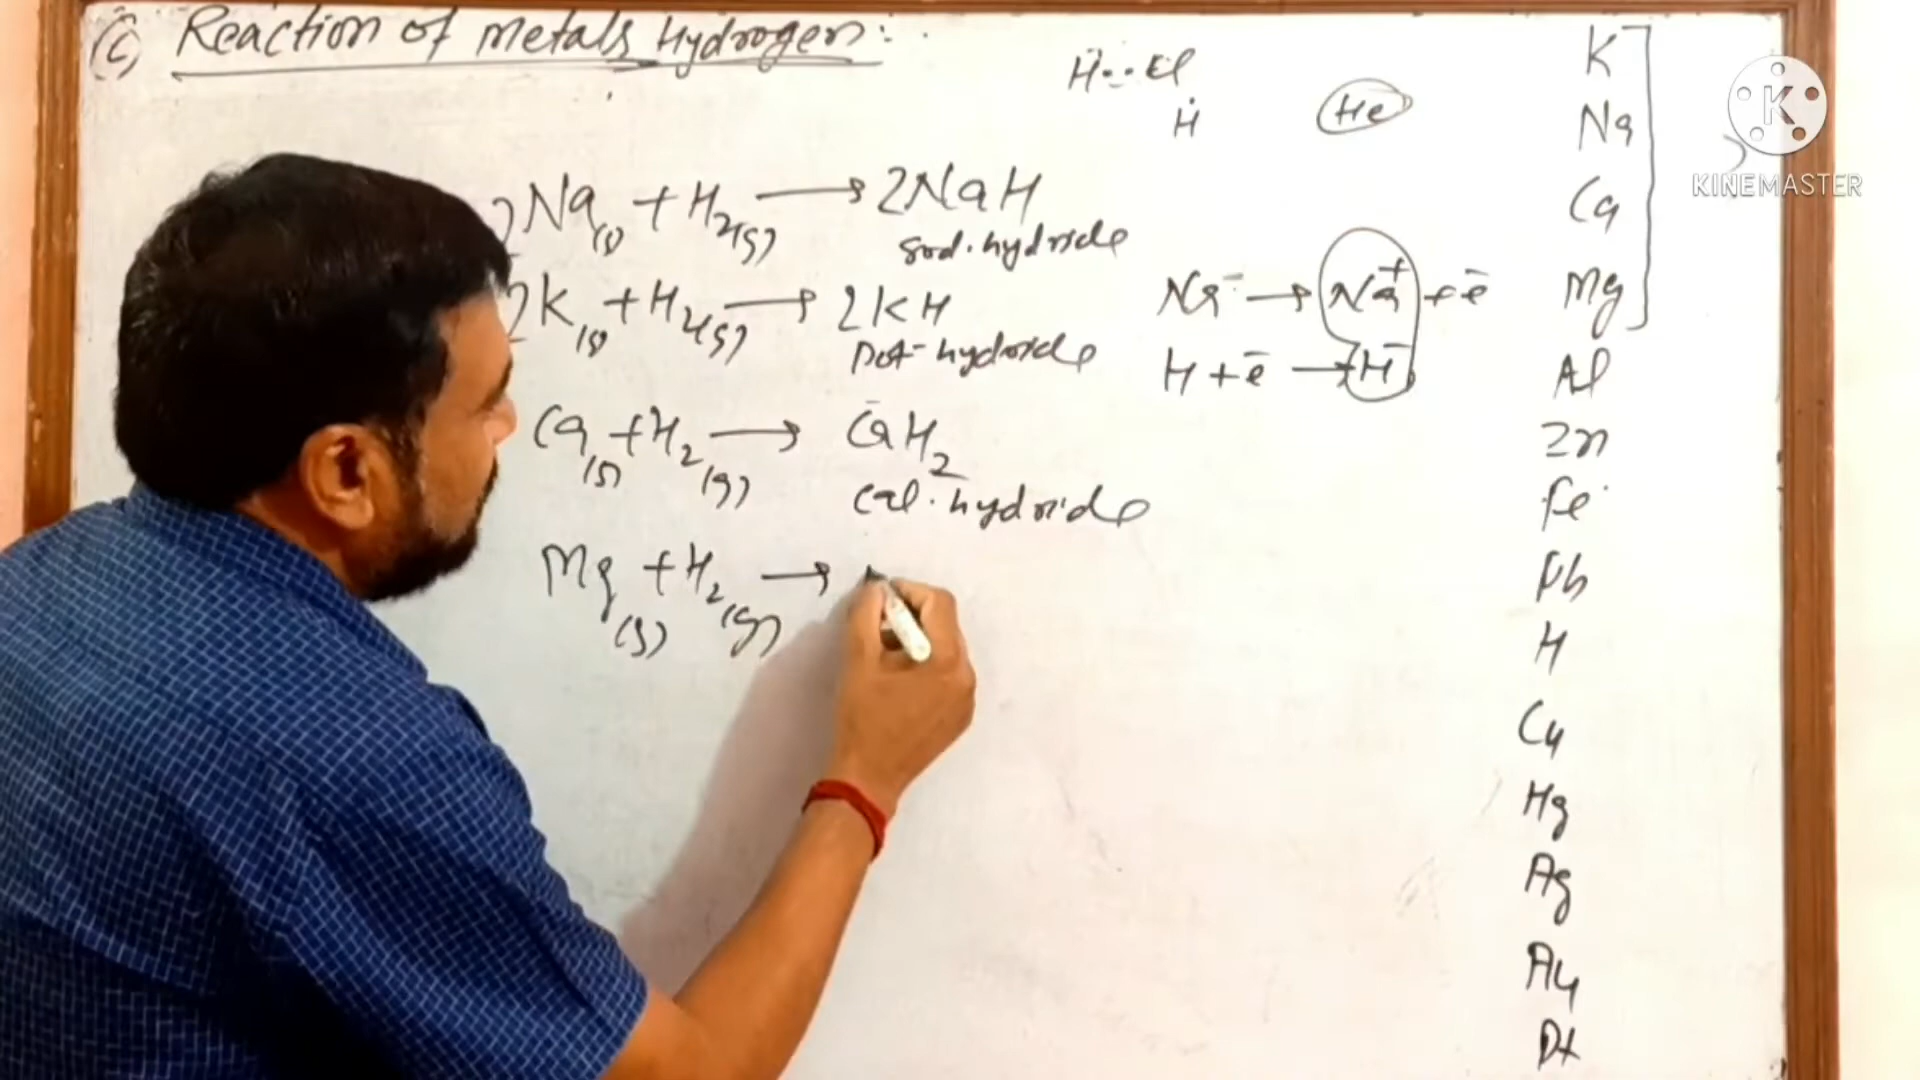 (C) Reaction of Metals Hydrogen:
H··Cl
H He
2Na(s) + H2(g) → 2NaH
Sod. hydride
2K(s) + H2(g) → 2KH
Pot- hydride
Ca(s) + H2(g) → CaH2
Cal. hydride
Mg(s) + H2(g) →
Na → Na+ + e-
H + e- → H-
K
Na
Ca
Mg
Al
Zn
Fe
Pb
H
Cu
Hg
Ag
Au
Pt
K
KINEMASTER